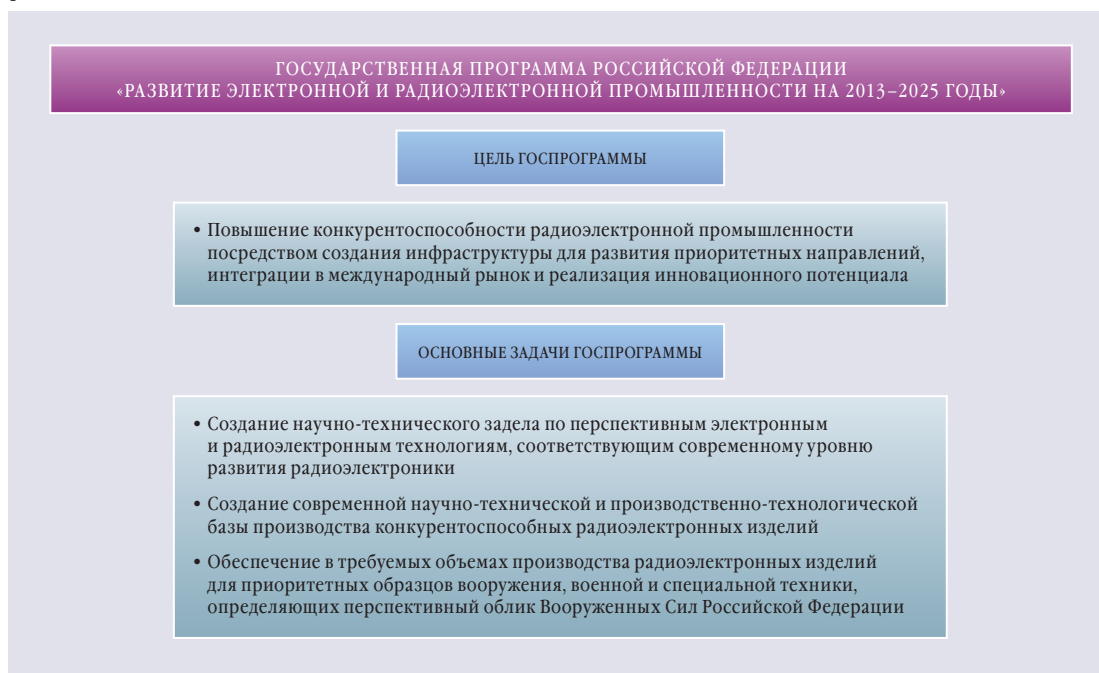 ГОСУДАРСТВЕННАЯ ПРОГРАММА РОССИЙСКОЙ ФЕДЕРАЦИИ
«РАЗВИТИЕ ЭЛЕКТРОННОЙ И РАДИОЭЛЕКТРОННОЙ ПРОМЫШЛЕННОСТИ НА 2013–2025 ГОДЫ»
ЦЕЛЬ ГОСПРОГРАММЫ
• Повышение конкурентоспособности радиоэлектронной промышленности
посредством создания инфраструктуры для развития приоритетных направлений,
интеграции в международный рынок и реализация инновационного потенциала
ОСНОВНЫЕ ЗАДАЧИ ГОСПРОГРАММЫ
• Создание научно-технического задела по перспективным электронным
и радиоэлектронным технологиям, соответствующим современному уровню
развития радиоэлектроники
• Создание современной научно-технической и производственно-технологической
базы производства конкурентоспособных радиоэлектронных изделий
• Обеспечение в требуемых объемах производства радиоэлектронных изделий
для приоритетных образцов вооружения, военной и специальной техники,
определяющих перспективный облик Вооруженных Сил Российской Федерации